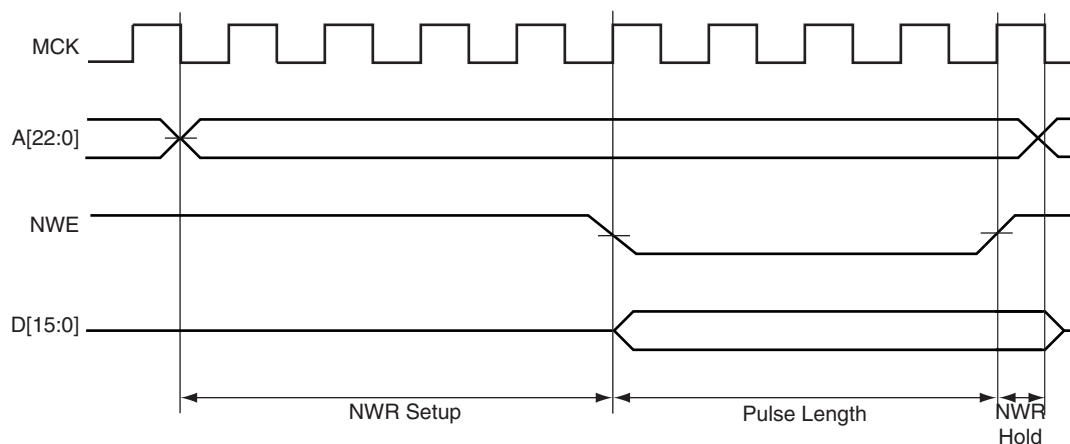 MCK
A[22:0]
NWE
D[15:0]
NWR Setup
Pulse Length
NWR
Hold